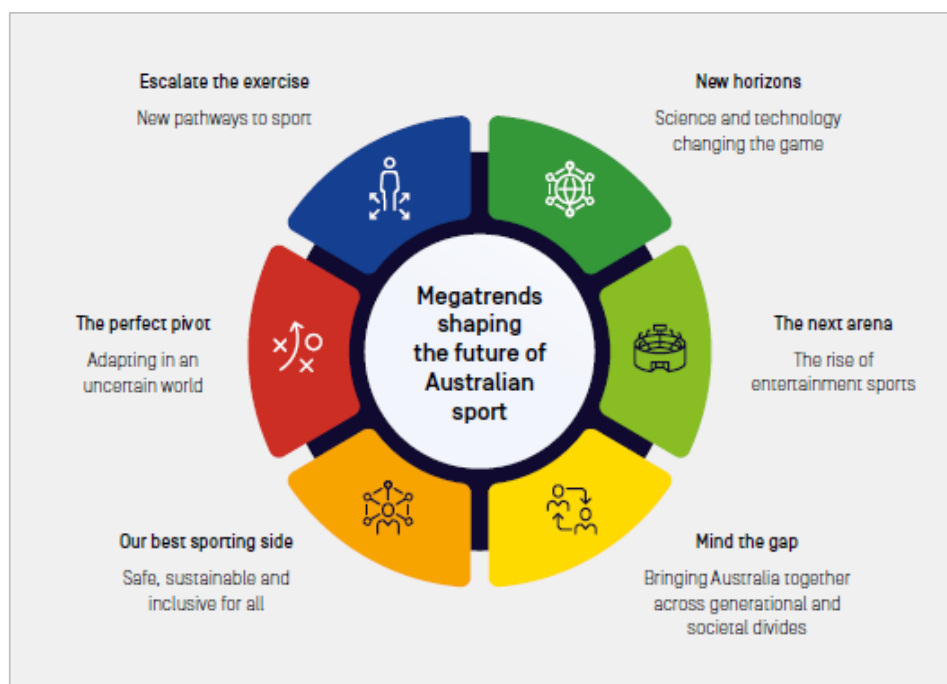 Escalate the exercise
New pathways to sport
New horizons
Science and technology
changing the game
The perfect pivot
Adapting in an
uncertain world
Megatrends
shaping
the future of
Australian
sport
The next arena
The rise of
entertainment sports
Our best sporting side
Safe, sustainable and
inclusive for all
Mind the gap
Bringing Australia together
across generational and
societal divides